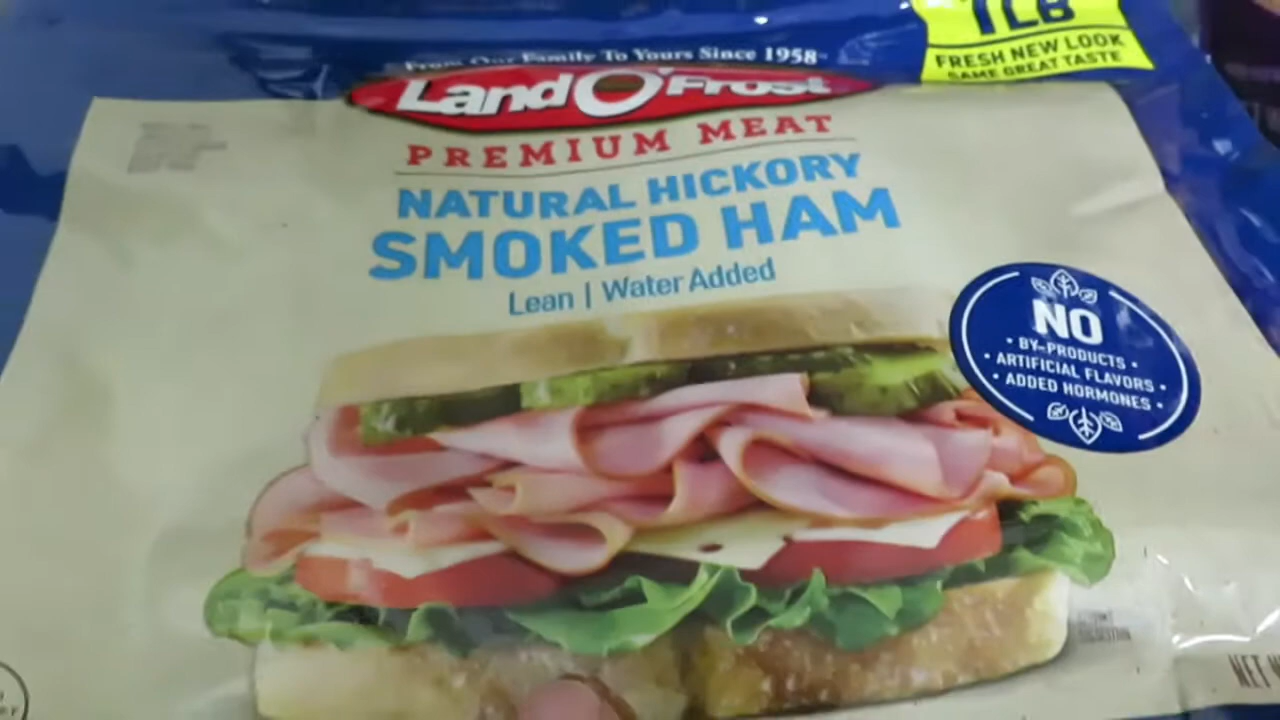 1 LB
FRESH NEW LOOK
SAME GREAT TASTE
From Our Family To Yours Since 1958
Land O'Frost
PREMIUM MEAT
NATURAL HICKORY
SMOKED HAM
Lean | Water Added
NO
• BY-PRODUCTS •
• ARTIFICIAL FLAVORS •
• ADDED HORMONES •
NET